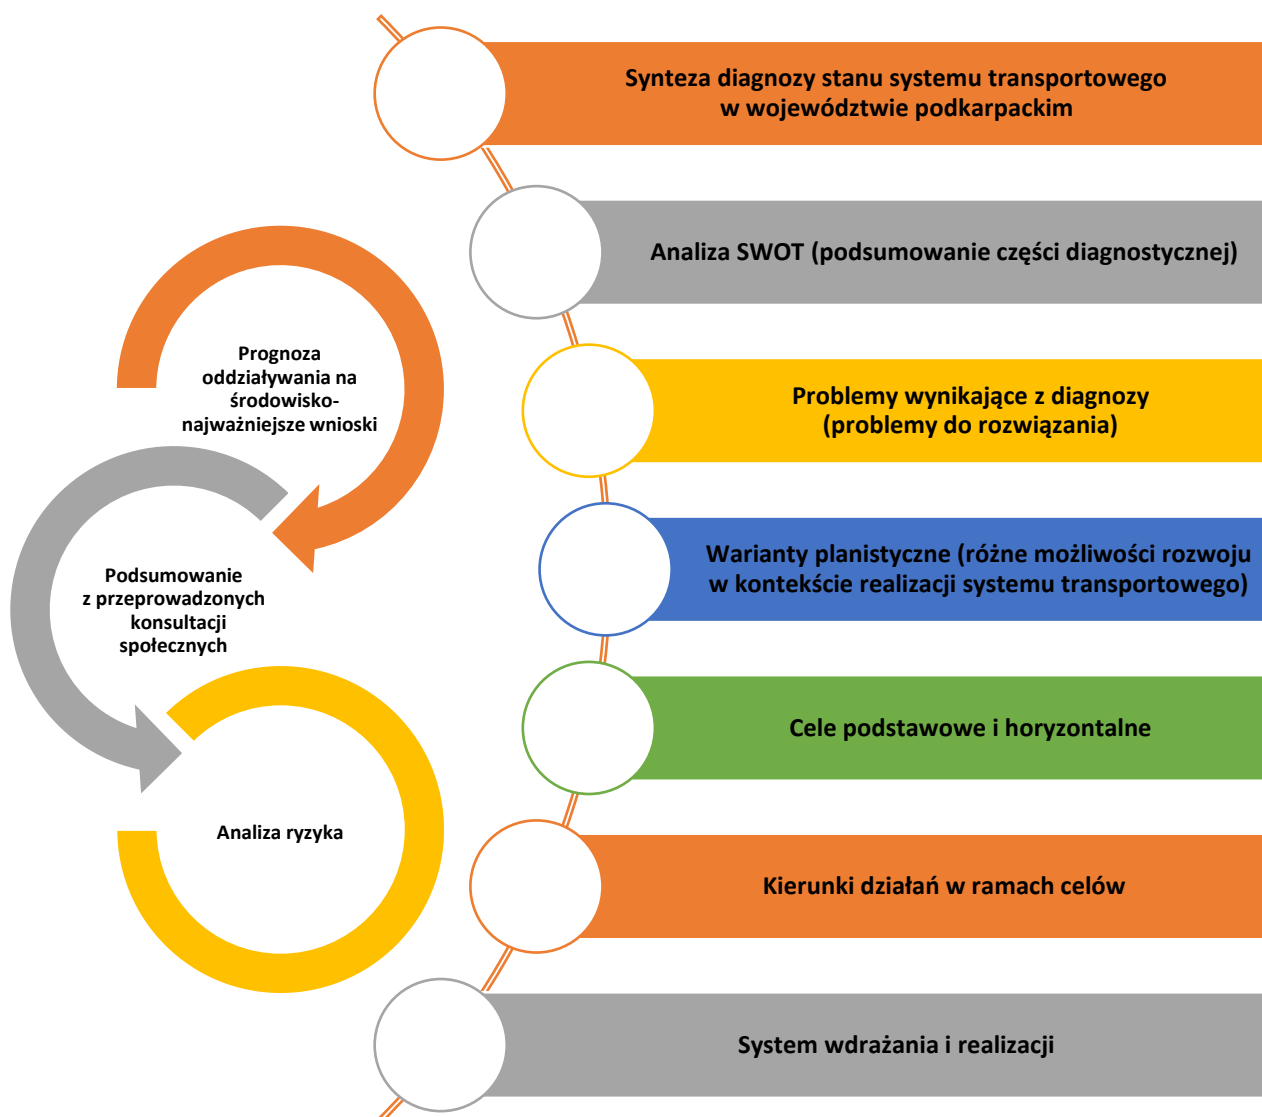 Synteza diagnozy stanu systemu transportowego
w województwie podkarpackim
Analiza SWOT (podsumowanie części diagnostycznej)
Problemy wynikające z diagnozy
(problemy do rozwiązania)
Warianty planistyczne (różne możliwości rozwoju
w kontekście realizacji systemu transportowego)
Cele podstawowe i horyzontalne
Kierunki działań w ramach celów
System wdrażania i realizacji
Prognoza
oddziaływania na
środowisko-
najważniejsze wnioski
Podsumowanie
z przeprowadzonych
konsultacji
społecznych
Analiza ryzyka